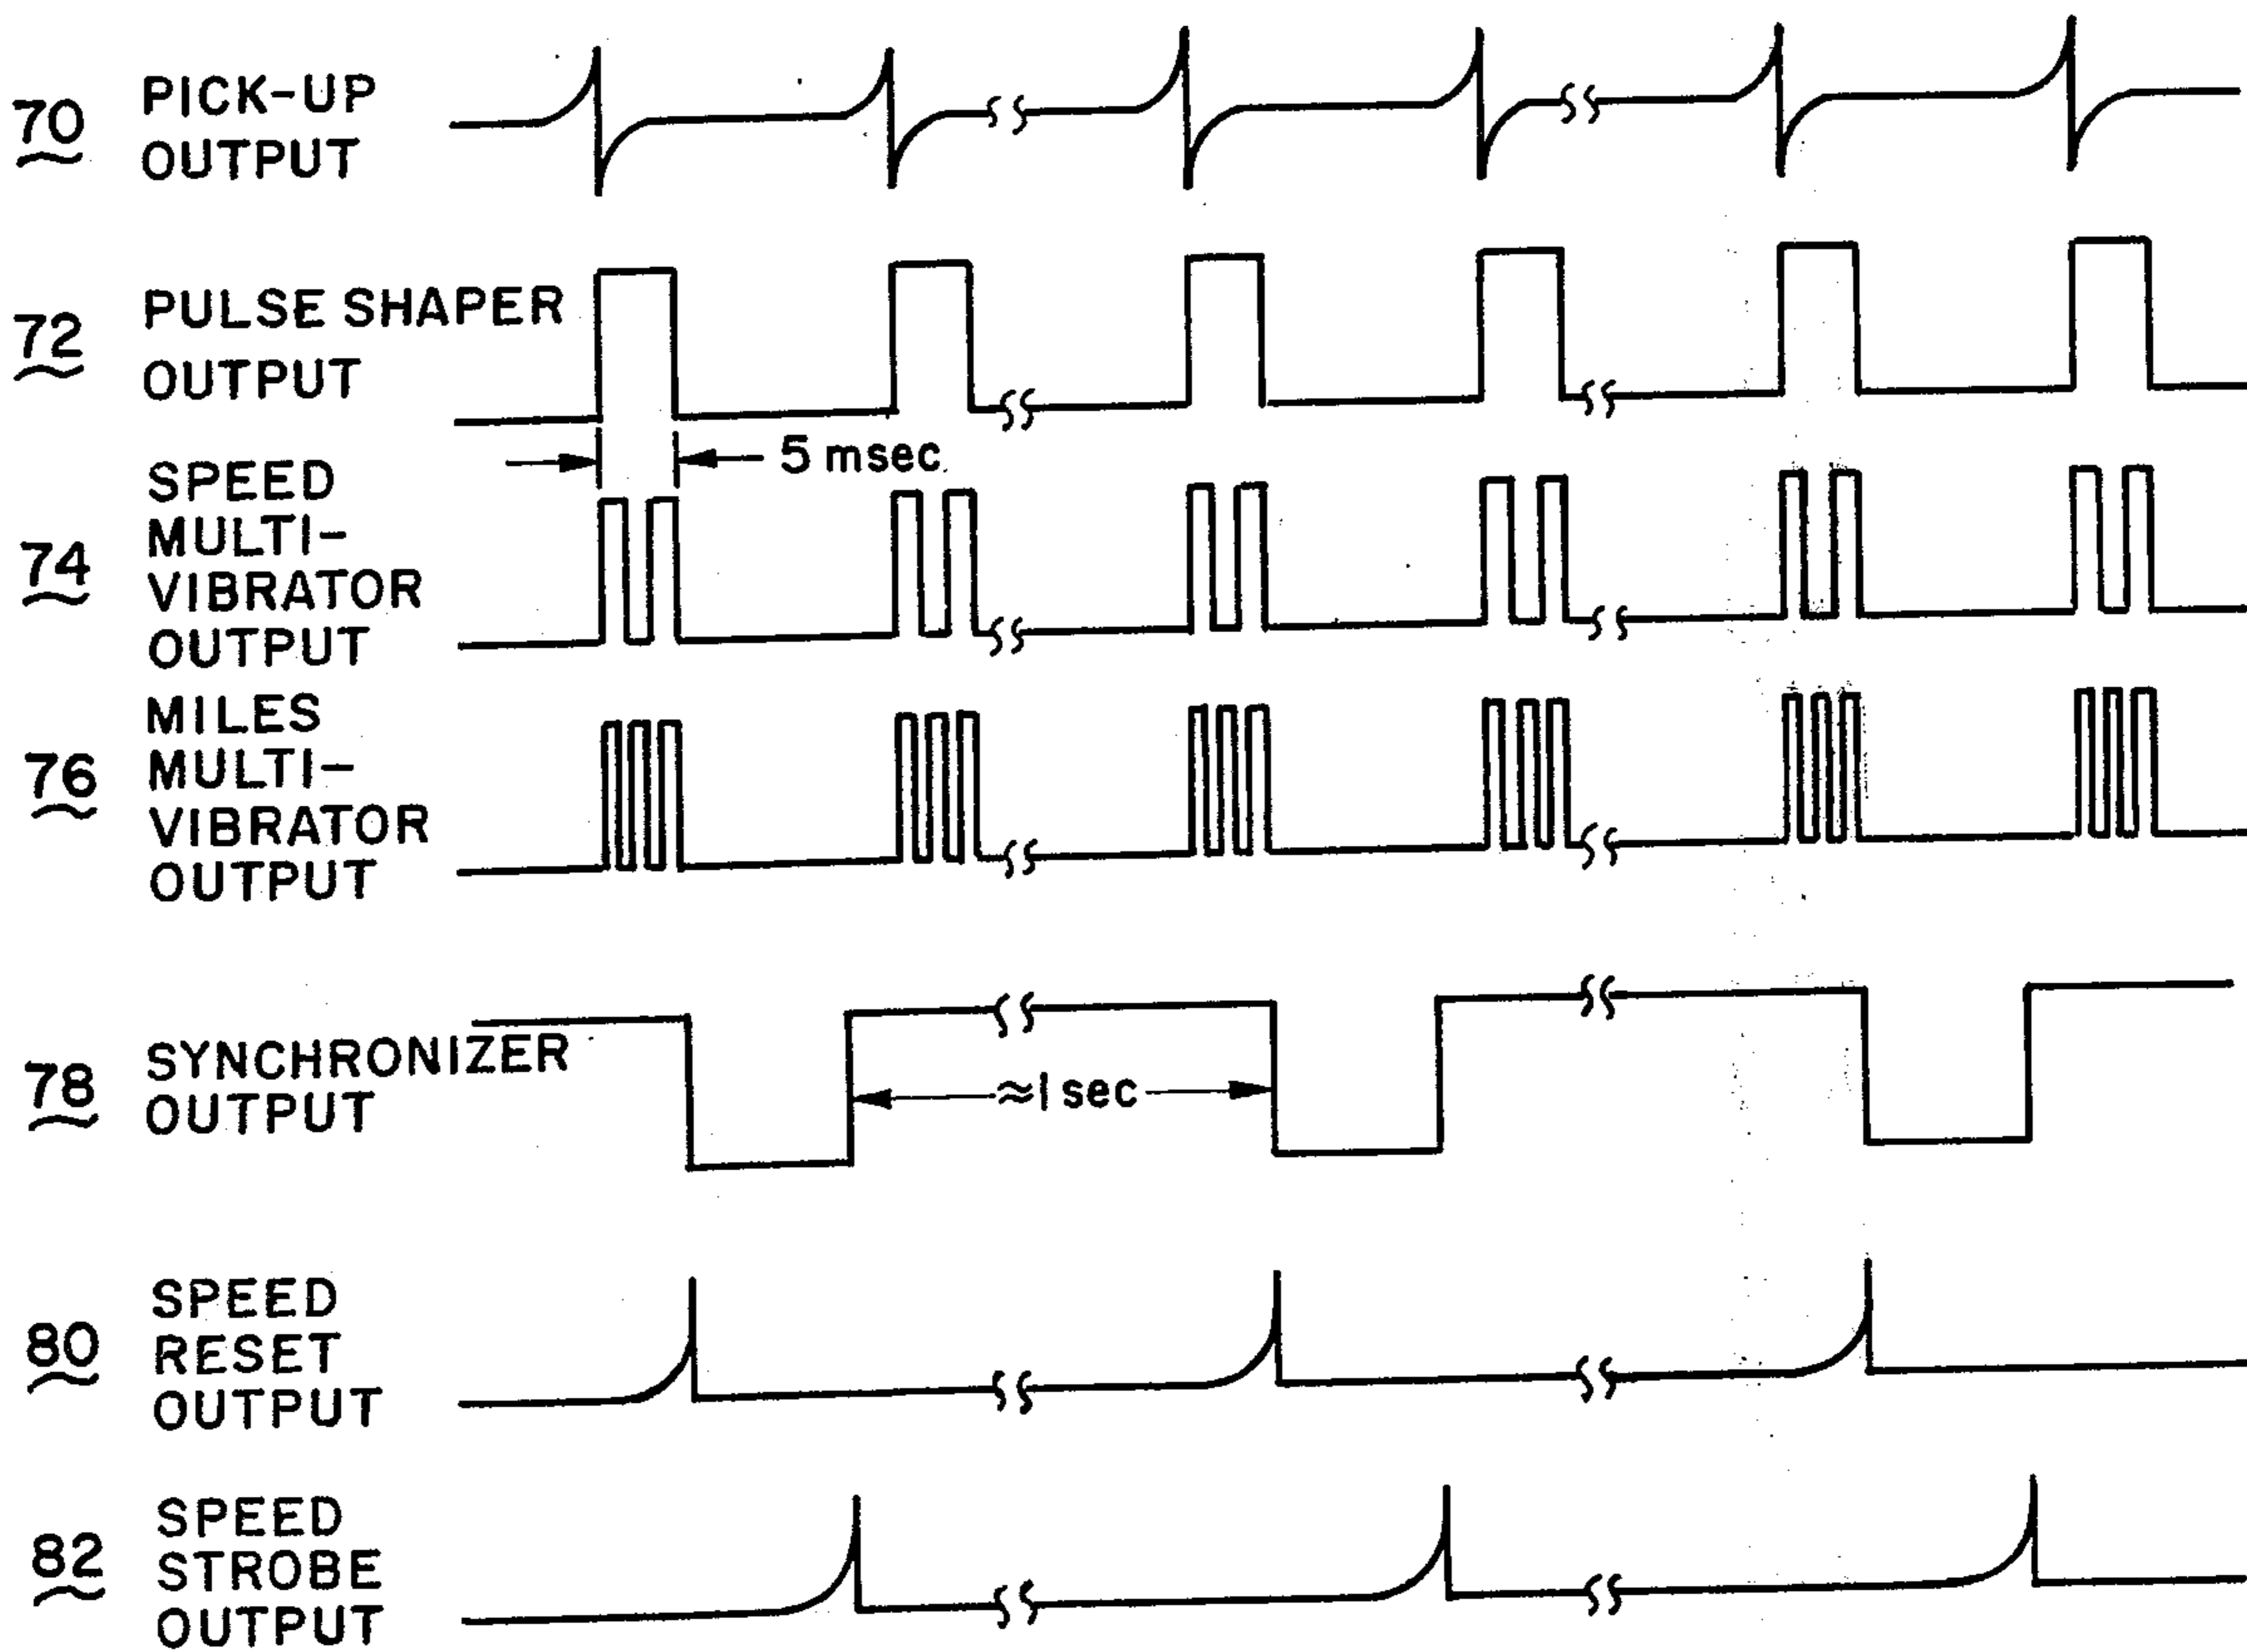 70 PICK-UP
OUTPUT
72 PULSE SHAPER
OUTPUT
5 msec
74 SPEED
MULTI-
VIBRATOR
OUTPUT
76 MILES
MULTI-
VIBRATOR
OUTPUT
78 SYNCHRONIZER
OUTPUT
≈1 sec
80 SPEED
RESET
OUTPUT
82 SPEED
STROBE
OUTPUT